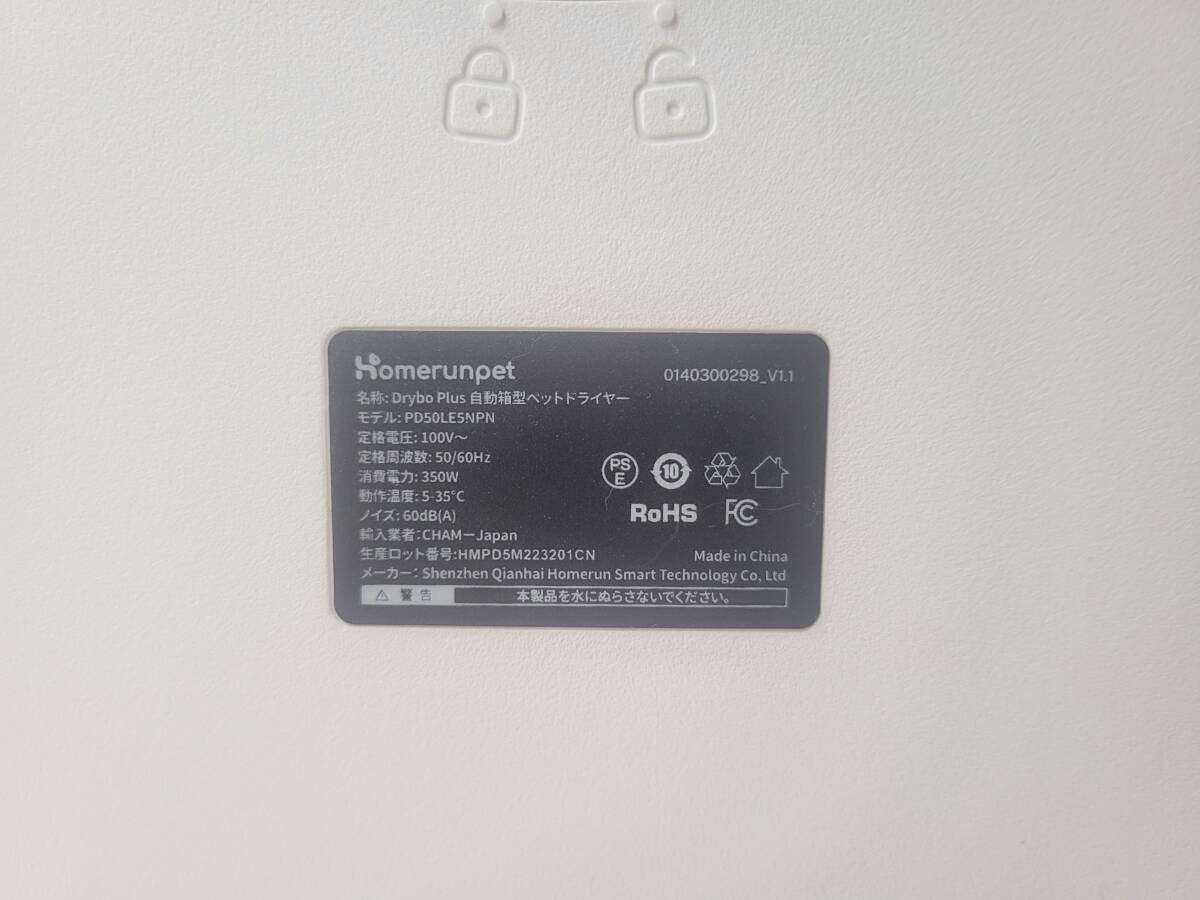 Homerunpet
0140300298_V1.1
名称: Drybo Plus 自動箱型ペットドライヤー
モデル: PD50LE5NPN
定格電圧: 100V～
定格周波数: 50/60Hz
消費電力: 350W
動作温度: 5-35°C
ノイズ: 60dB(A)
輸入業者:CHAMーJapan
生産ロット番号:HMPD5M223201CN
メーカー: Shenzhen Qianhai Homerun Smart Technology Co, Ltd
PS
E
10
RoHS
FC
Made in China
⚠ 警告 本製品を水にぬらさないでください。